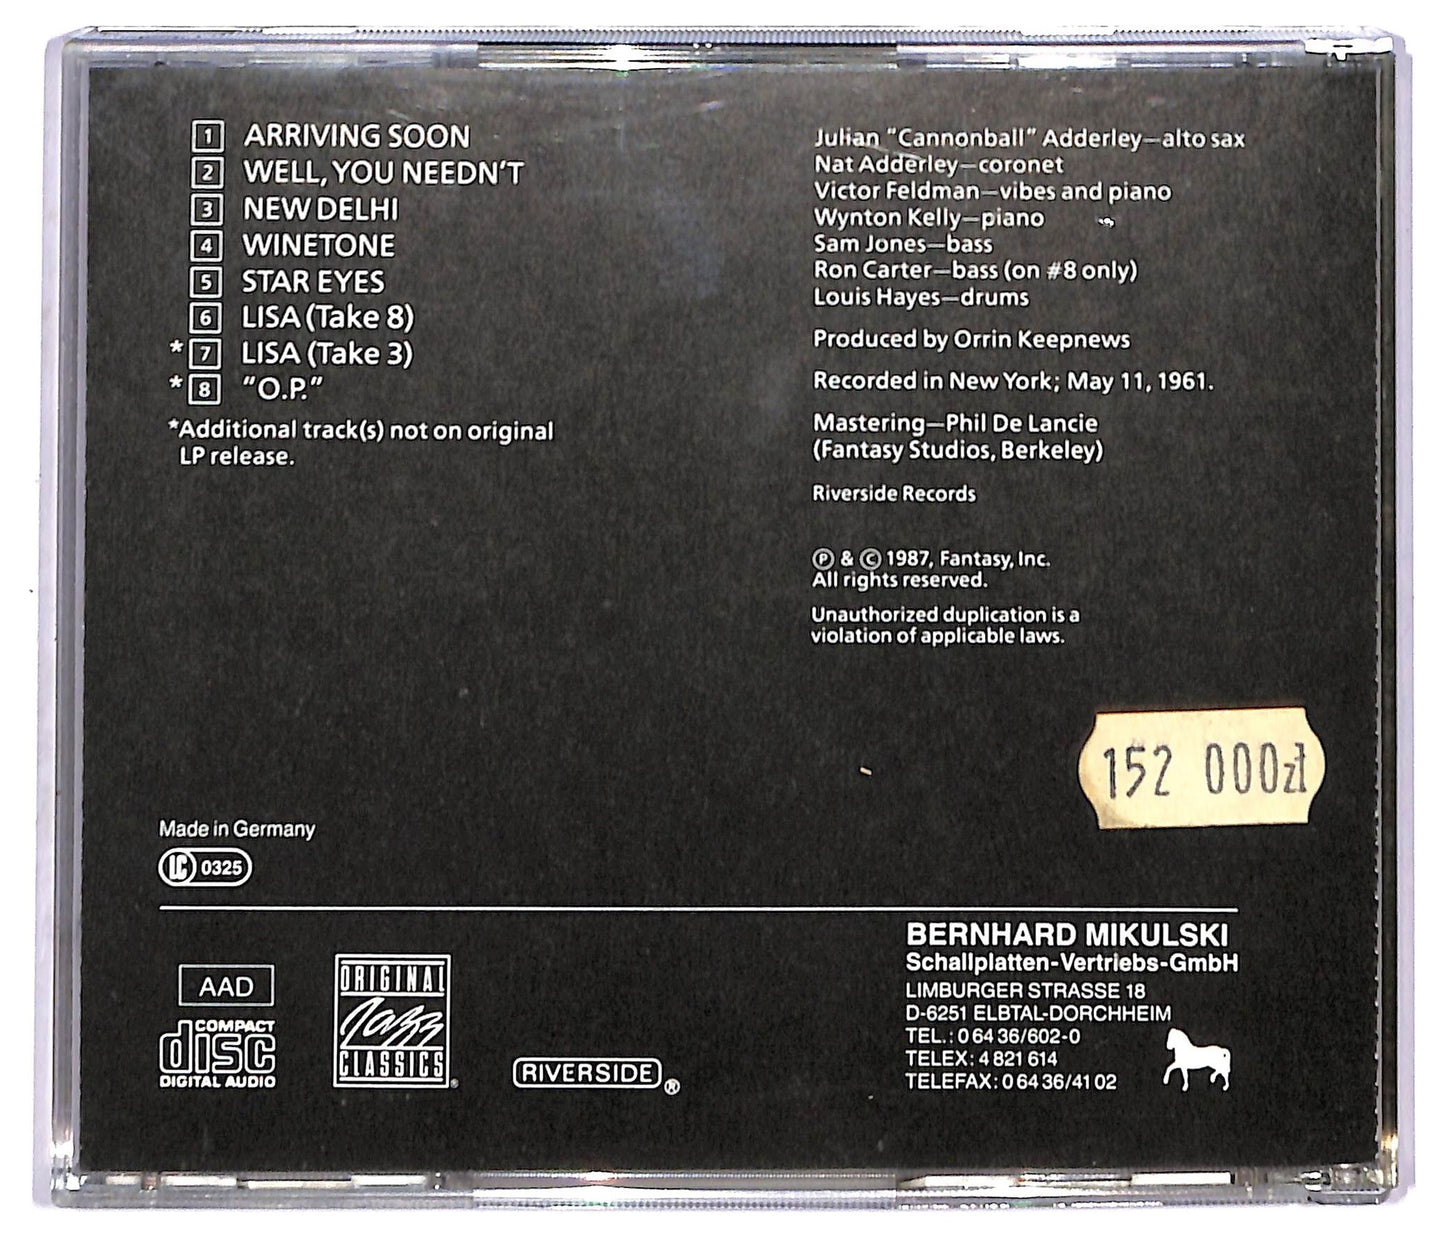 1 ARRIVING SOON
2 WELL, YOU NEEDN'T
3 NEW DELHI
4 WINETONE
5 STAR EYES
6 LISA (Take 8)
*7 LISA (Take 3)
*8 "O.P."
*Additional track(s) not on original
LP release.
Julian "Cannonball" Adderley—alto sax
Nat Adderley—coronet
Victor Feldman—vibes and piano
Wynton Kelly—piano
Sam Jones—bass
Ron Carter—bass (on #8 only)
Louis Hayes—drums
Produced by Orrin Keepnews
Recorded in New York; May 11, 1961.
Mastering—Phil De Lancie
(Fantasy Studios, Berkeley)
Riverside Records
Ⓟ & © 1987, Fantasy, Inc.
All rights reserved.
Unauthorized duplication is a
violation of applicable laws.
152 000zł
Made in Germany
LC 0325
AAD
COMPACT
disc
DIGITAL AUDIO
ORIGINAL
Jazz
CLASSICS®
RIVERSIDE®
BERNHARD MIKULSKI
Schallplatten-Vertriebs-GmbH
LIMBURGER STRASSE 18
D-6251 ELBTAL-DORCHHEIM
TEL.: 0 64 36/602-0
TELEX: 4 821 614
TELEFAX: 0 64 36/41 02